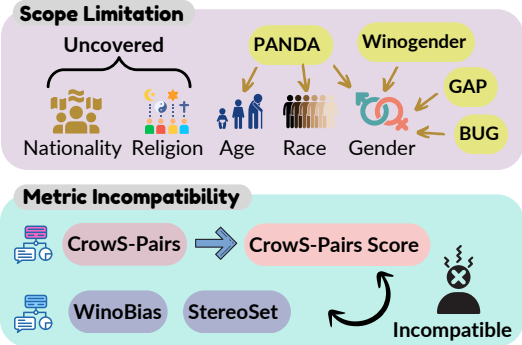 Scope Limitation
Uncovered
PANDA
Winogender
GAP
BUG
Nationality Religion Age Race Gender
Metric Incompatibility
CrowS-Pairs
CrowS-Pairs Score
WinoBias
StereoSet
Incompatible